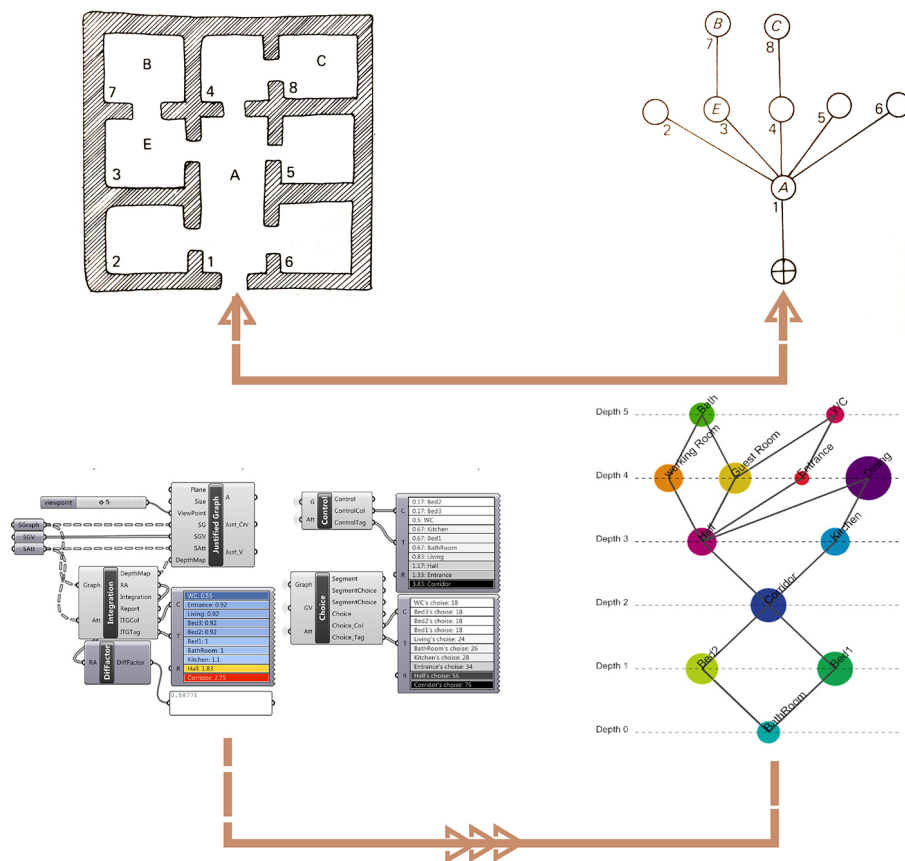 B
C
7
4
8
E
A
3
5
2
1
6
B
C
7
8
E
2
3
4
5
6
A
1
viewpoint
◇ 5
SGraph
SGV
SAtt
Plane
Size
ViewPoint
SG
SGV
SAtt
DepthMap
Justified Graph
A
Just_Crv
Just_V
Graph
Att
Integration
DepthMap
RA
Integration
Report
ITGCol
ITGTag
RA
DifFactor
DifFactor
C
T
R
WC: 0.55
Entrance: 0.92
Living: 0.92
Bed3: 0.92
Bed2: 0.92
Bed1: 1
BathRoom: 1
Kitchen: 1.1
Hall: 1.83
Corridor: 2.75
0.58771
G
Att
Control
Control
ControlCol
ControlTag
C
T
R
0.17: Bed2
0.17: Bed3
0.5: WC
0.67: Kitchen
0.67: Bed1
0.67: BathRoom
0.83: Living
1.17: Hall
1.33: Entrance
3.83: Corridor
Graph
GV
Att
Choice
Segment
SegmentChoice
SegmentChoice
Choice
Choice_Col
Choice_Tag
C
T
R
WC's choise: 18
Bed3's choise: 18
Bed2's choise: 18
Bed1's choise: 18
Living's choise: 24
BathRoom's choise: 26
Kitchen's choise: 28
Entrance's choise: 34
Hall's choise: 56
Corridor's choise: 76
Depth 5
Bath
WC
Depth 4
working Room
Guest Room
Entrance
Dining
Depth 3
Hall
Kitchen
Depth 2
Corridor
Depth 1
Bed2
Bed1
Depth 0
BathRoom